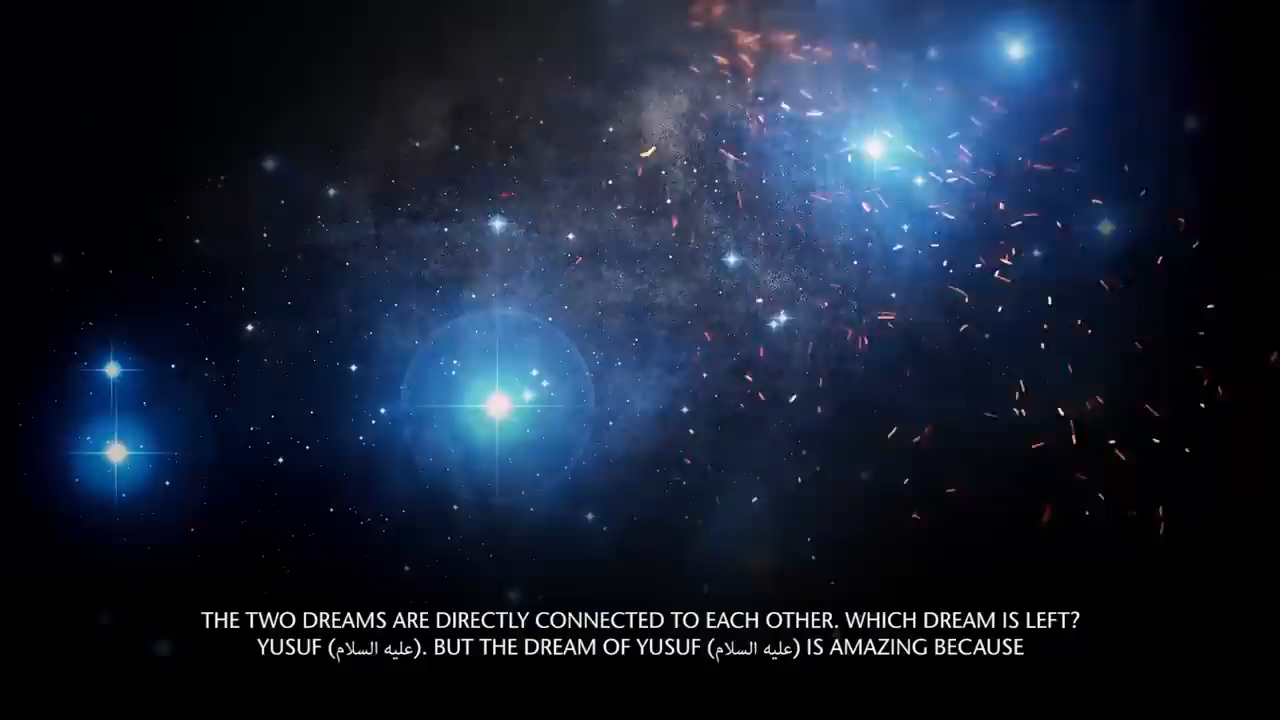 THE TWO DREAMS ARE DIRECTLY CONNECTED TO EACH OTHER. WHICH DREAM IS LEFT?
YUSUF (عليه السلام). BUT THE DREAM OF YUSUF (عليه السلام) IS AMAZING BECAUSE